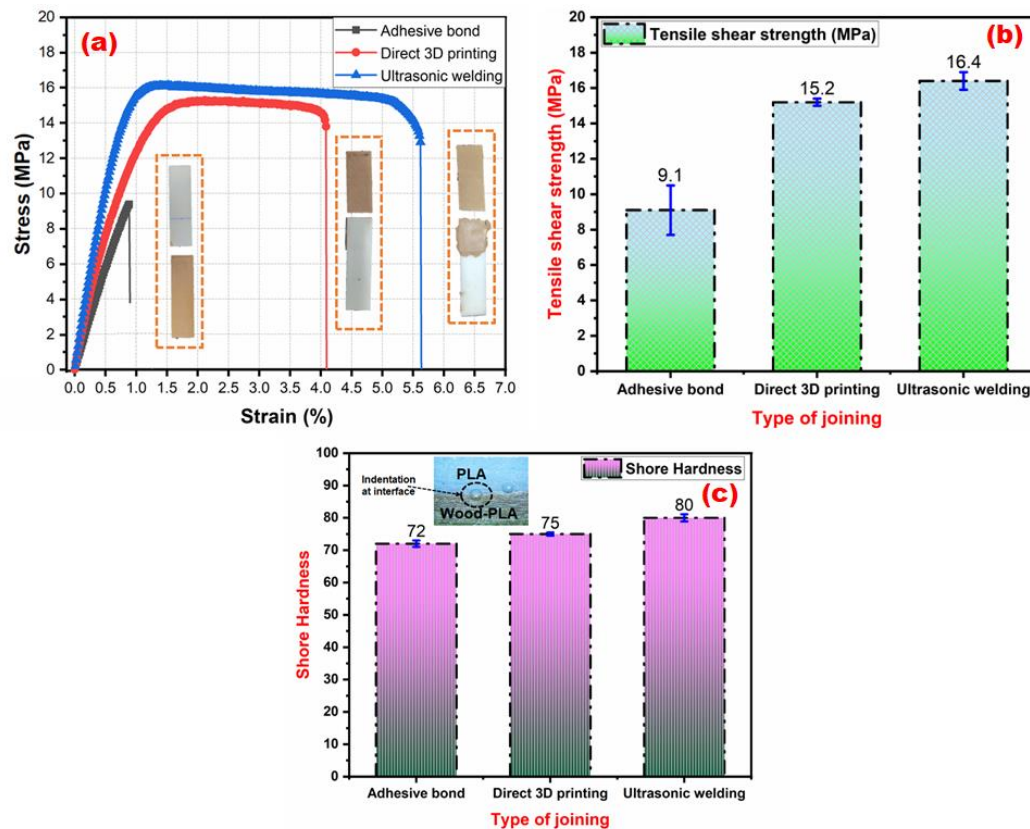 (a)
Adhesive bond
Direct 3D printing
Ultrasonic welding
Stress (MPa)
20
18
16
14
12
10
8
6
4
2
0
0.0 0.5 1.0 1.5 2.0 2.5 3.0 3.5 4.0 4.5 5.0 5.5 6.0 6.5 7.0
Strain (%)
(b)
Tensile shear strength (MPa)
Tensile shear strength (MPa)
20
18
16
14
12
10
8
6
4
2
0
9.1
15.2
16.4
Adhesive bond Direct 3D printing Ultrasonic welding
Type of joining
(c)
Shore Hardness
PLA
Indentation
at interface
Wood-PLA
Shore Hardness
100
90
80
70
60
50
40
30
20
10
0
72
75
80
Adhesive bond Direct 3D printing Ultrasonic welding
Type of joining